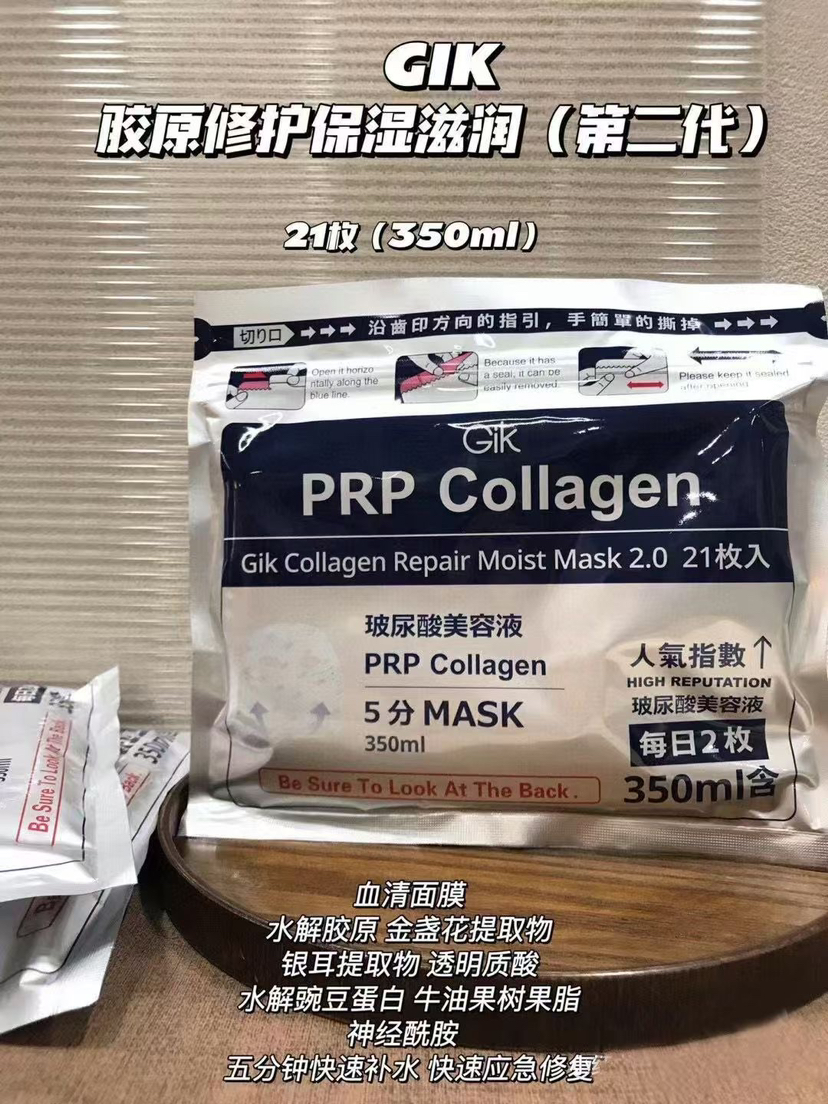 GIK
胶原修护保湿滋润（第二代）
21枚（350ml）
切り口 沿齒印方向的指引，手簡單的撕掉
Open it horizo
ntally along the
blue line.
Because it has
a seal, it can be
easily removed.
Please keep it sealed
after opening
Gik
PRP Collagen
Gik Collagen Repair Moist Mask 2.0 21枚入
玻尿酸美容液
PRP Collagen
5分 MASK
350ml
人氣指數↑
HIGH REPUTATION
玻尿酸美容液
每日2枚
350ml含
Be Sure To Look At The Back.
Be Sure To Look At The Back
血清面膜
水解胶原 金盏花提取物
银耳提取物 透明质酸
水解豌豆蛋白 牛油果树果脂
神经酰胺
五分钟快速补水 快速应急修复